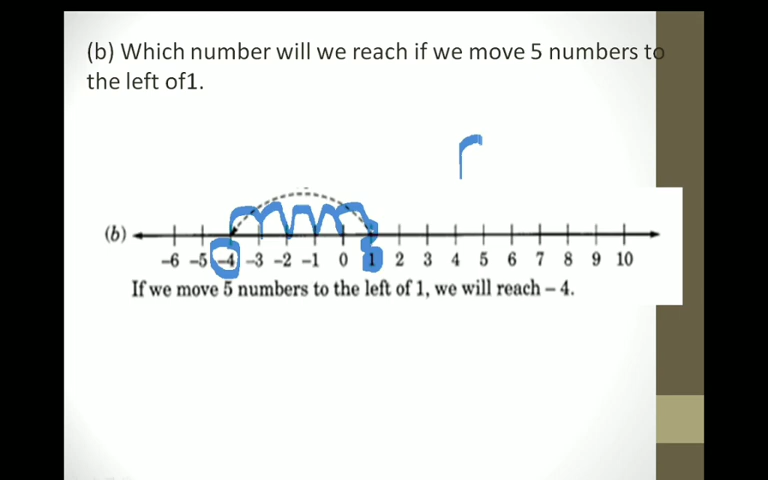 (b) Which number will we reach if we move 5 numbers to
the left of1.
(b)
-6 -5 -4 -3 -2 -1 0 1 2 3 4 5 6 7 8 9 10
If we move 5 numbers to the left of 1, we will reach – 4.